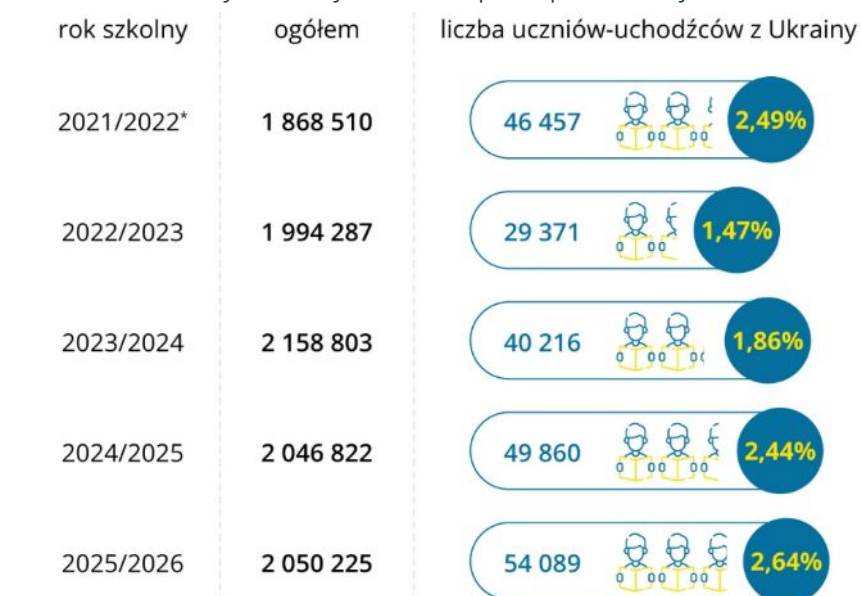 rok szkolny ogółem liczba uczniów-uchodźców z Ukrainy
2021/2022* 1 868 510 46 457 2,49%
2022/2023 1 994 287 29 371 1,47%
2023/2024 2 158 803 40 216 1,86%
2024/2025 2 046 822 49 860 2,44%
2025/2026 2 050 225 54 089 2,64%